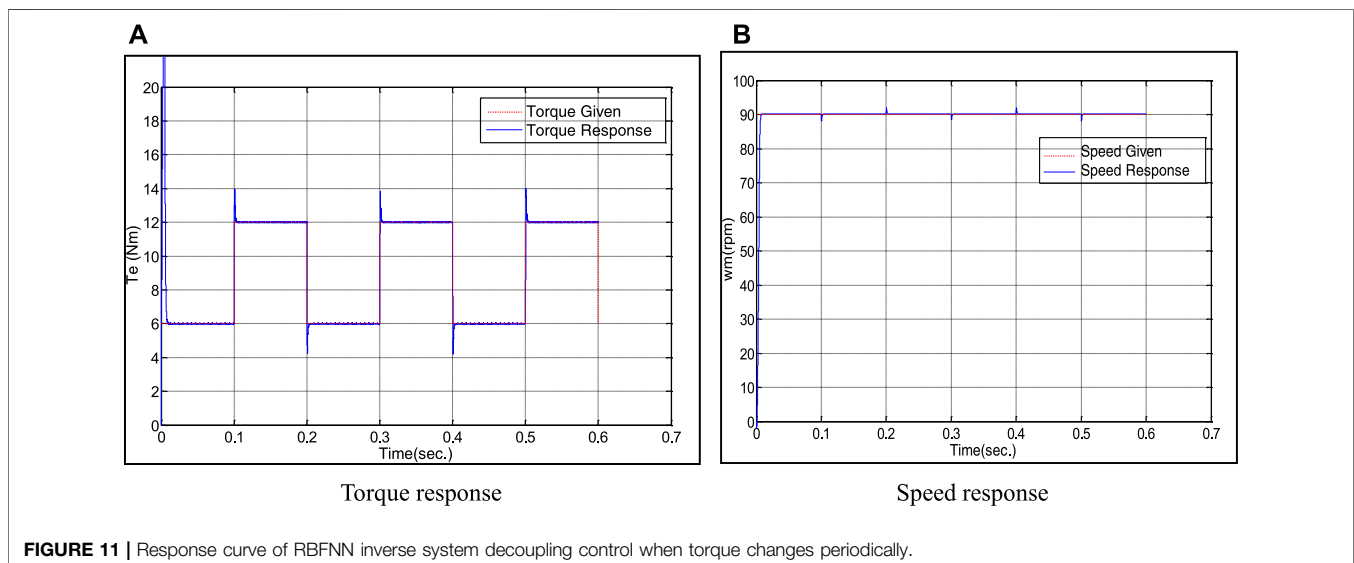 A
20
18
16
14
12
10
8
6
4
2
0
Te (Nm)
Torque Given
Torque Response
0 0.1 0.2 0.3 0.4 0.5 0.6 0.7
Time(sec.)
Torque response
B
100
90
80
70
60
50
40
30
20
10
0
wm(rpm)
Speed Given
Speed Response
0 0.1 0.2 0.3 0.4 0.5 0.6 0.7
Time(sec.)
Speed response
FIGURE 11 | Response curve of RBFNN inverse system decoupling control when torque changes periodically.